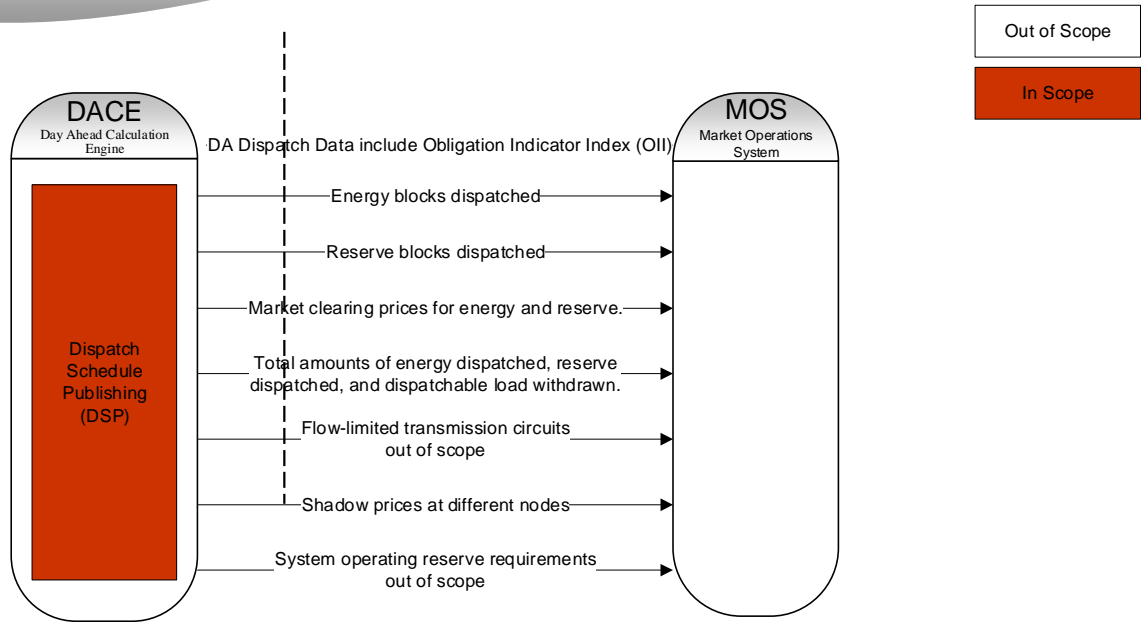 Out of Scope
In Scope
DACE
Day Ahead Calculation
Engine
DA Dispatch Data include Obligation Indicator Index (OII)
MOS
Market Operations
System
Energy blocks dispatched
Reserve blocks dispatched
Market clearing prices for energy and reserve.
Total amounts of energy dispatched, reserve
dispatched, and dispatchable load withdrawn.
Flow-limited transmission circuits
out of scope
Shadow prices at different nodes
System operating reserve requirements
out of scope
Dispatch
Schedule
Publishing
(DSP)